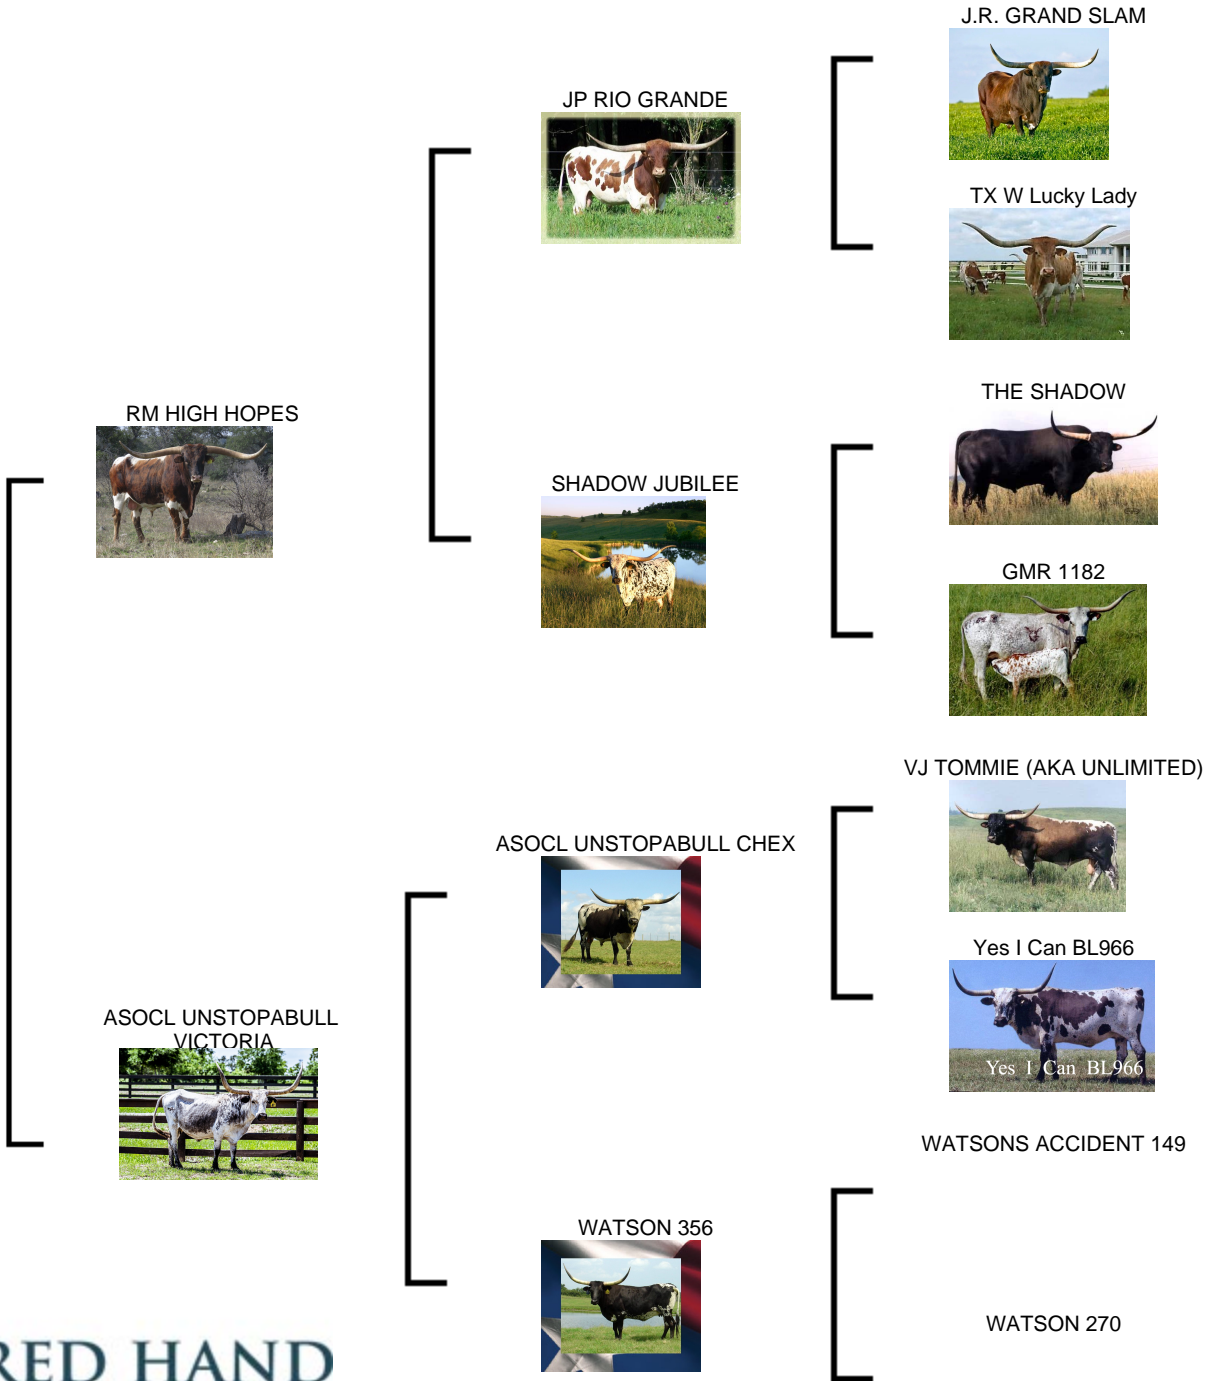 J.R. GRAND SLAM
JP RIO GRANDE
TX W Lucky Lady
THE SHADOW
RM HIGH HOPES
SHADOW JUBILEE
GMR 1182
VJ TOMMIE (AKA UNLIMITED)
ASOCL UNSTOPABULL CHEX
Yes I Can BL966
Yes I Can BL966
ASOCL UNSTOPABULL
VICTORIA
WATSONS ACCIDENT 149
WATSON 356
WATSON 270
RED HAND